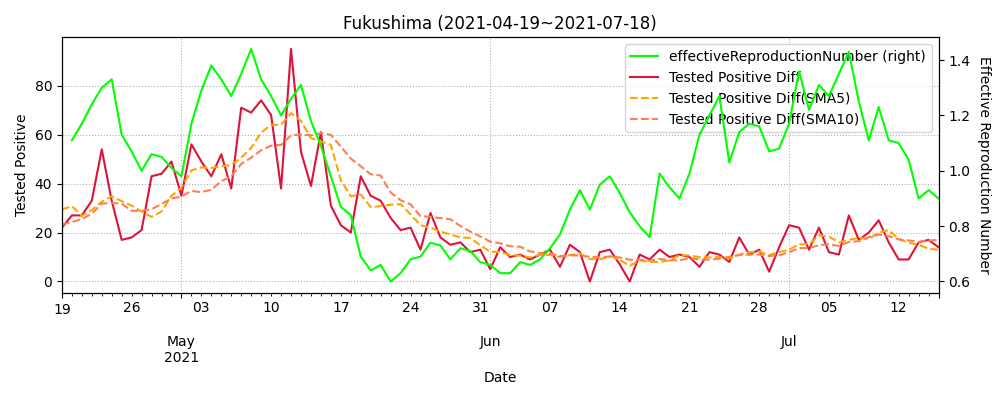 Fukushima (2021-04-19~2021-07-18)
effectiveReproductionNumber (right)
Tested Positive Diff
Tested Positive Diff(SMA5)
Tested Positive Diff(SMA10)
Tested Positive
80
60
40
20
0
1.4
1.2
1.0
0.8
0.6
Effective Reproduction Number
19 26 03 10 17 24 31 07 14 21 28 05 12
May Jun Jul
2021
Date